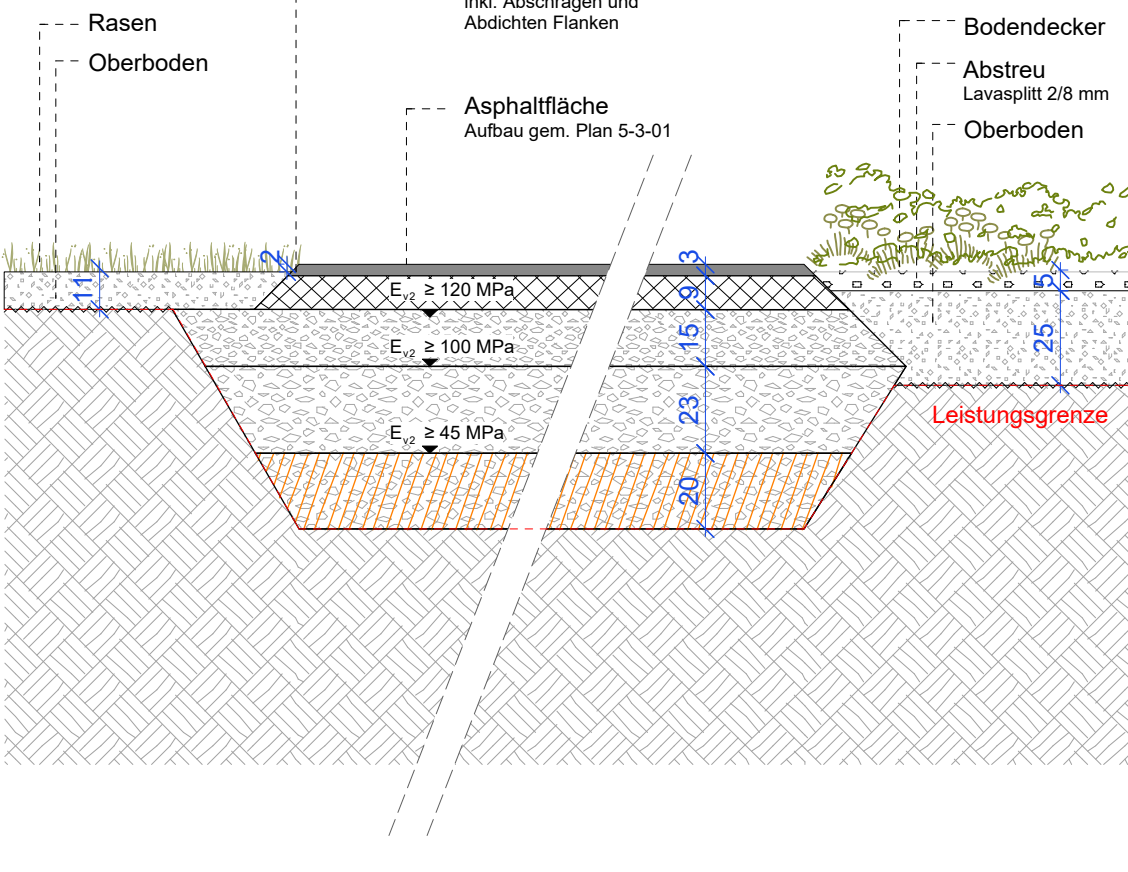 inkl. Abschrägen und
Abdichten Flanken
Rasen
Oberboden
Asphaltfläche
Aufbau gem. Plan 5-3-01
Bodendecker
Abstreu
Lavasplitt 2/8 mm
Oberboden
2
11
3
9
15
23
20
5
25
Ev2 ≥ 120 MPa
Ev2 ≥ 100 MPa
Ev2 ≥ 45 MPa
Leistungsgrenze